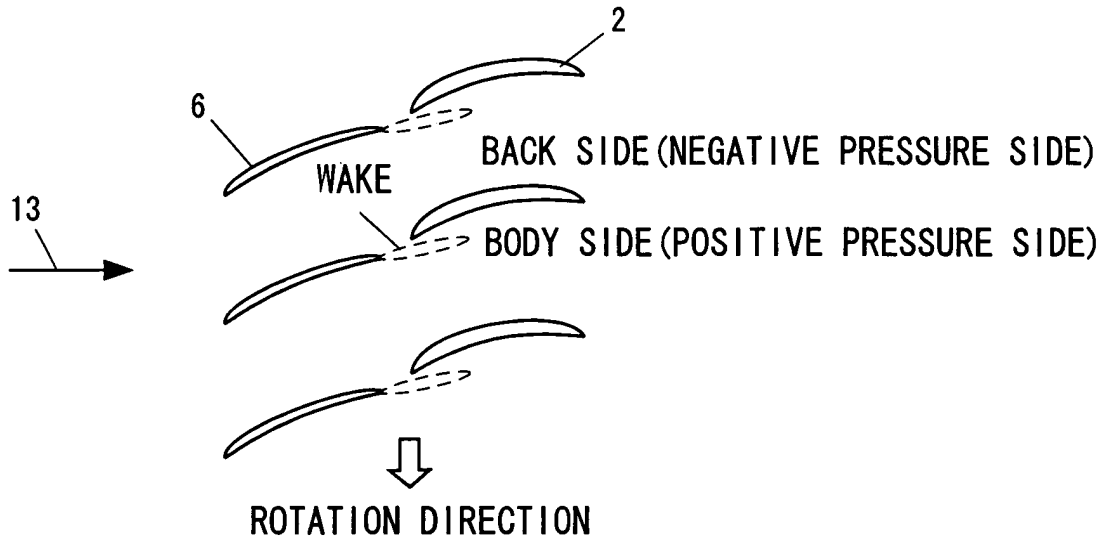 2
6
BACK SIDE(NEGATIVE PRESSURE SIDE)
WAKE
13
BODY SIDE(POSITIVE PRESSURE SIDE)
ROTATION DIRECTION